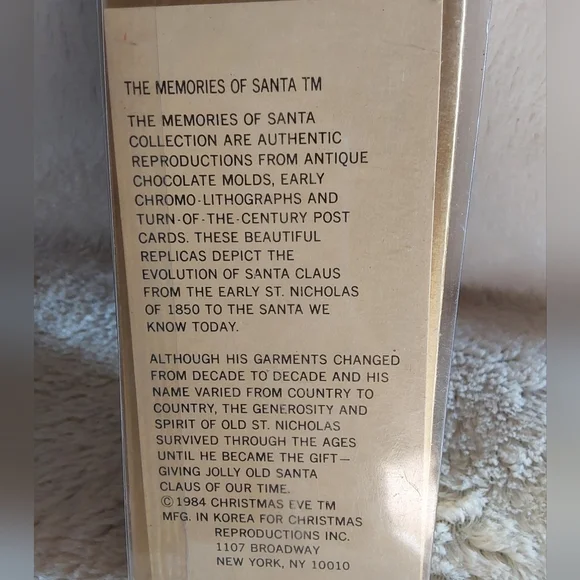 THE MEMORIES OF SANTA TM
THE MEMORIES OF SANTA
COLLECTION ARE AUTHENTIC
REPRODUCTIONS FROM ANTIQUE
CHOCOLATE MOLDS, EARLY
CHROMO-LITHOGRAPHS AND
TURN-OF-THE-CENTURY POST
CARDS. THESE BEAUTIFUL
REPLICAS DEPICT THE
EVOLUTION OF SANTA CLAUS
FROM THE EARLY ST. NICHOLAS
OF 1850 TO THE SANTA WE
KNOW TODAY.
ALTHOUGH HIS GARMENTS CHANGED
FROM DECADE TO DECADE AND HIS
NAME VARIED FROM COUNTRY TO
COUNTRY, THE GENEROSITY AND
SPIRIT OF OLD ST. NICHOLAS
SURVIVED THROUGH THE AGES
UNTIL HE BECAME THE GIFT—
GIVING JOLLY OLD SANTA
CLAUS OF OUR TIME.
© 1984 CHRISTMAS EVE TM
MFG. IN KOREA FOR CHRISTMAS
REPRODUCTIONS INC.
1107 BROADWAY
NEW YORK, NY 10010